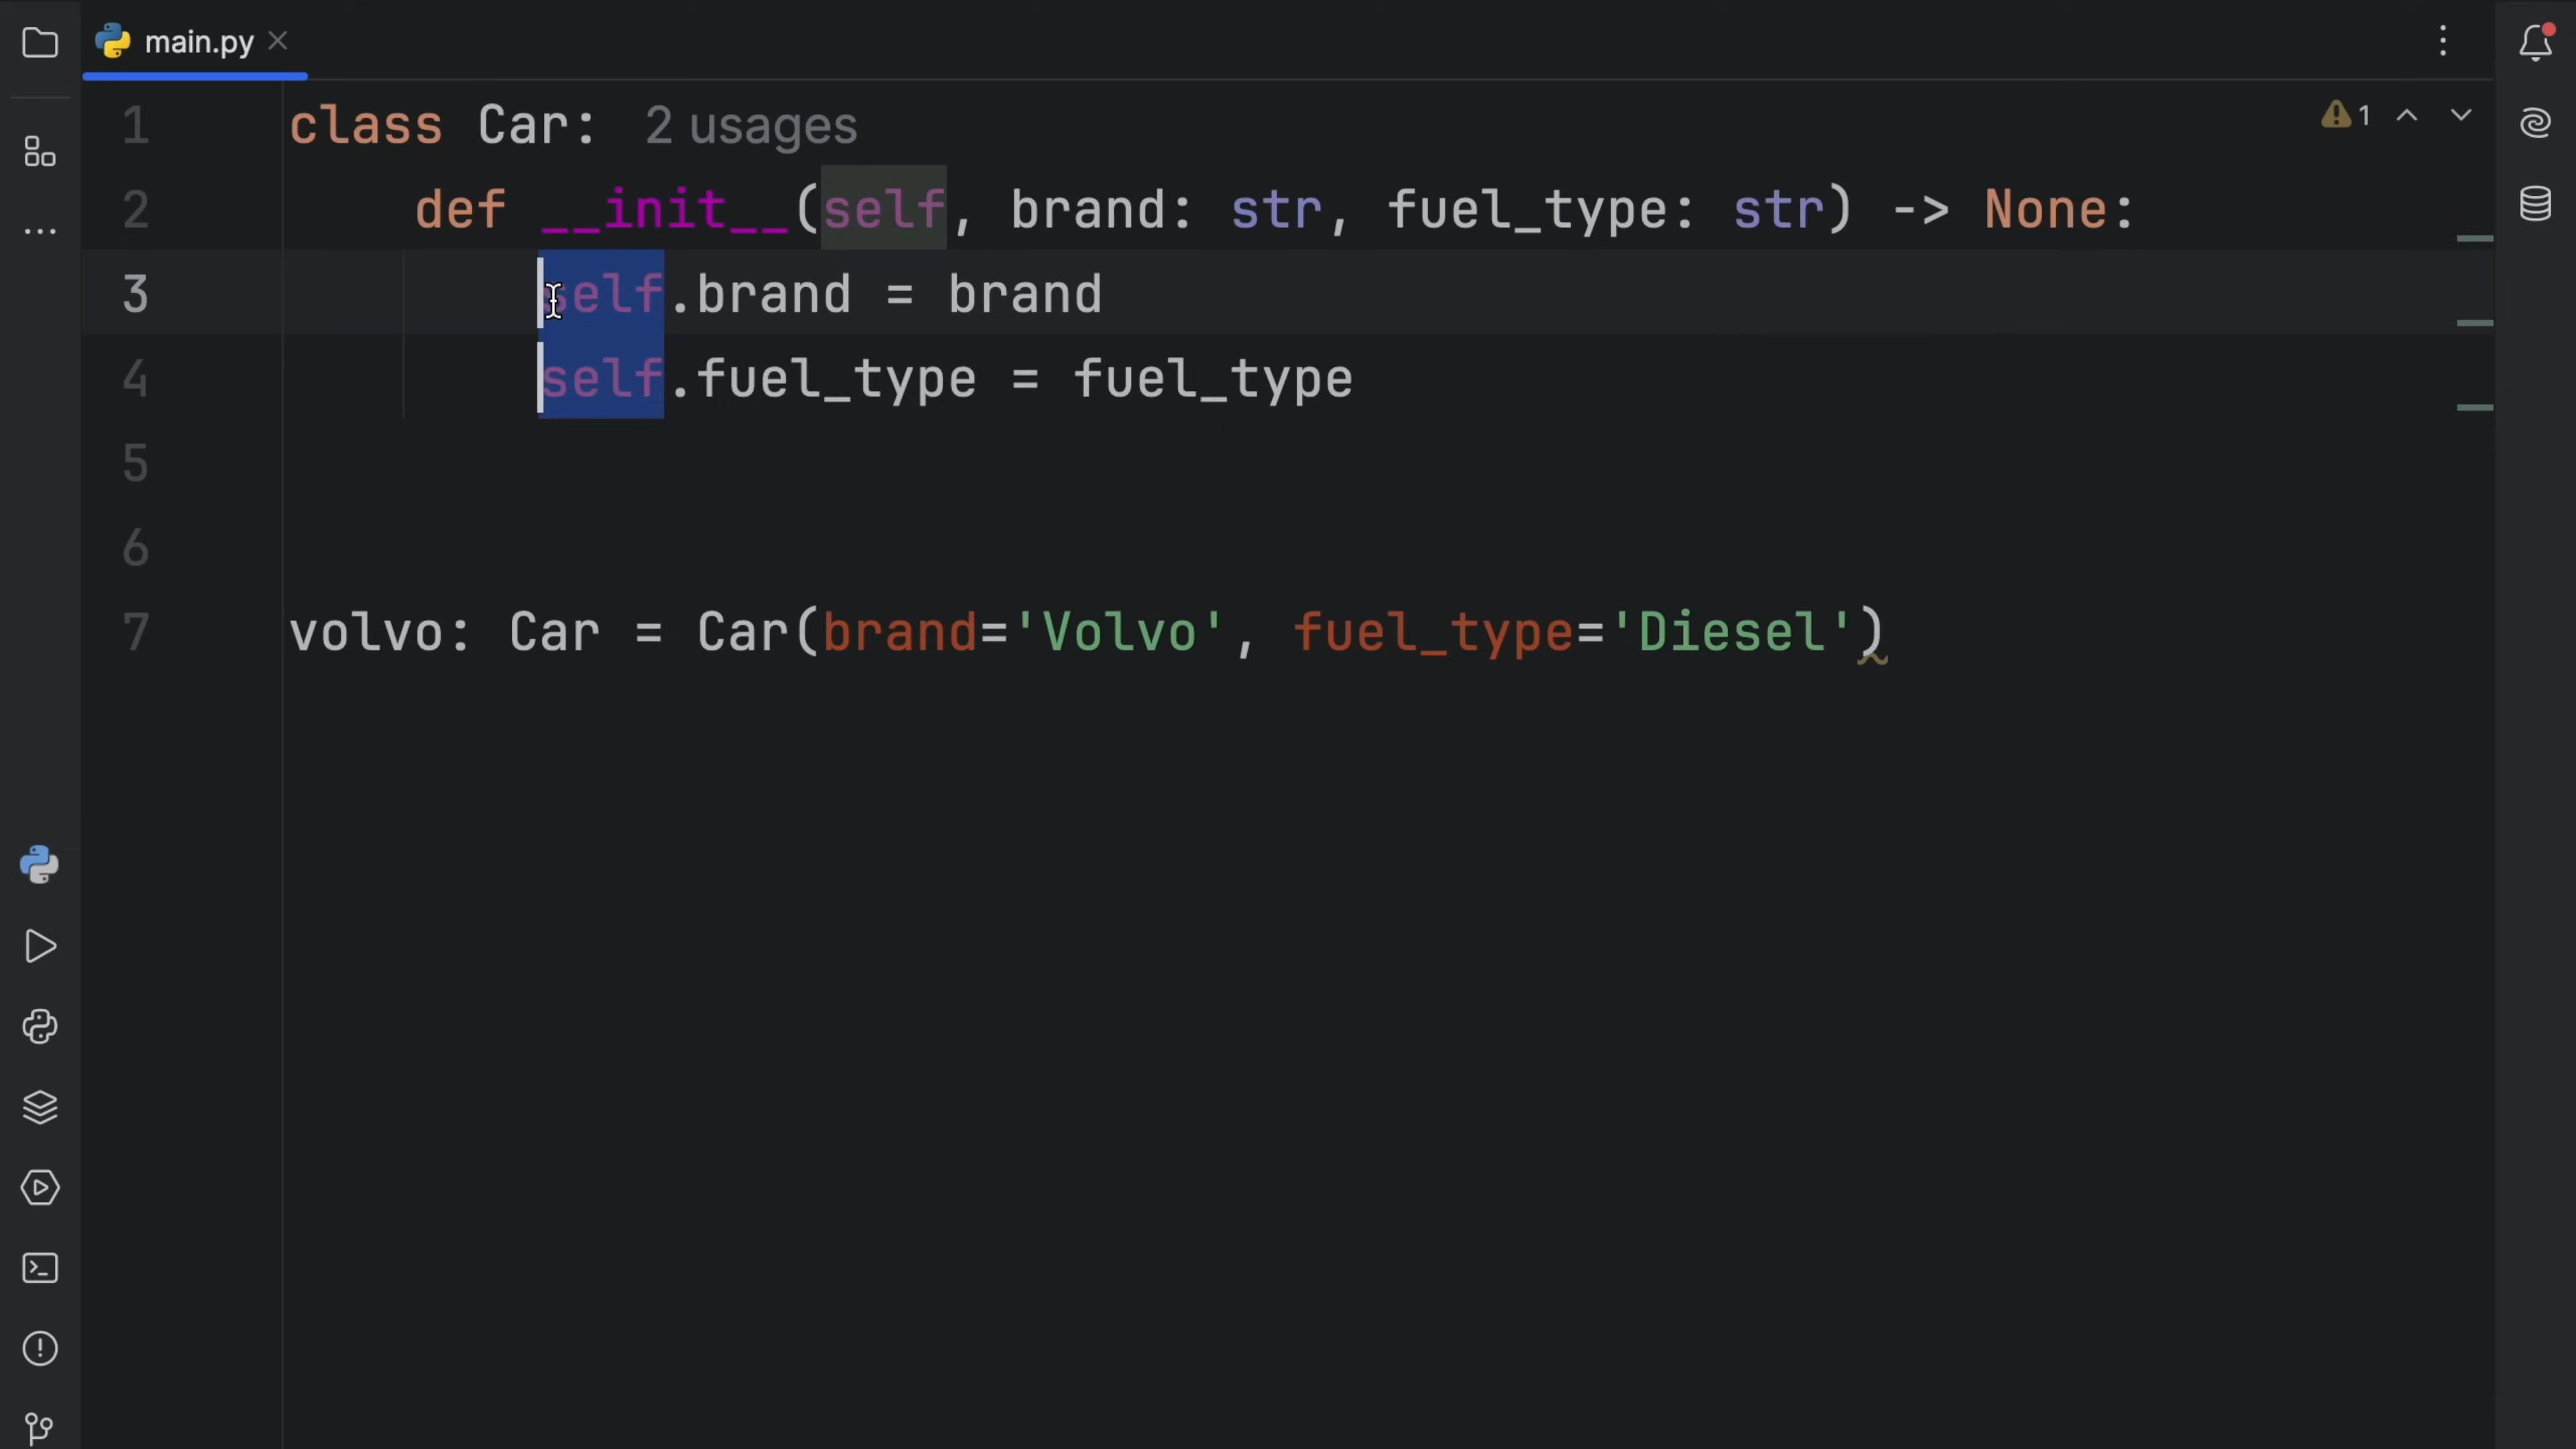 main.py
1 class Car: 2 usages
2 def __init__(self, brand: str, fuel_type: str) -> None:
3 self.brand = brand
4 self.fuel_type = fuel_type
5
6
7 volvo: Car = Car(brand='Volvo', fuel_type='Diesel')
1